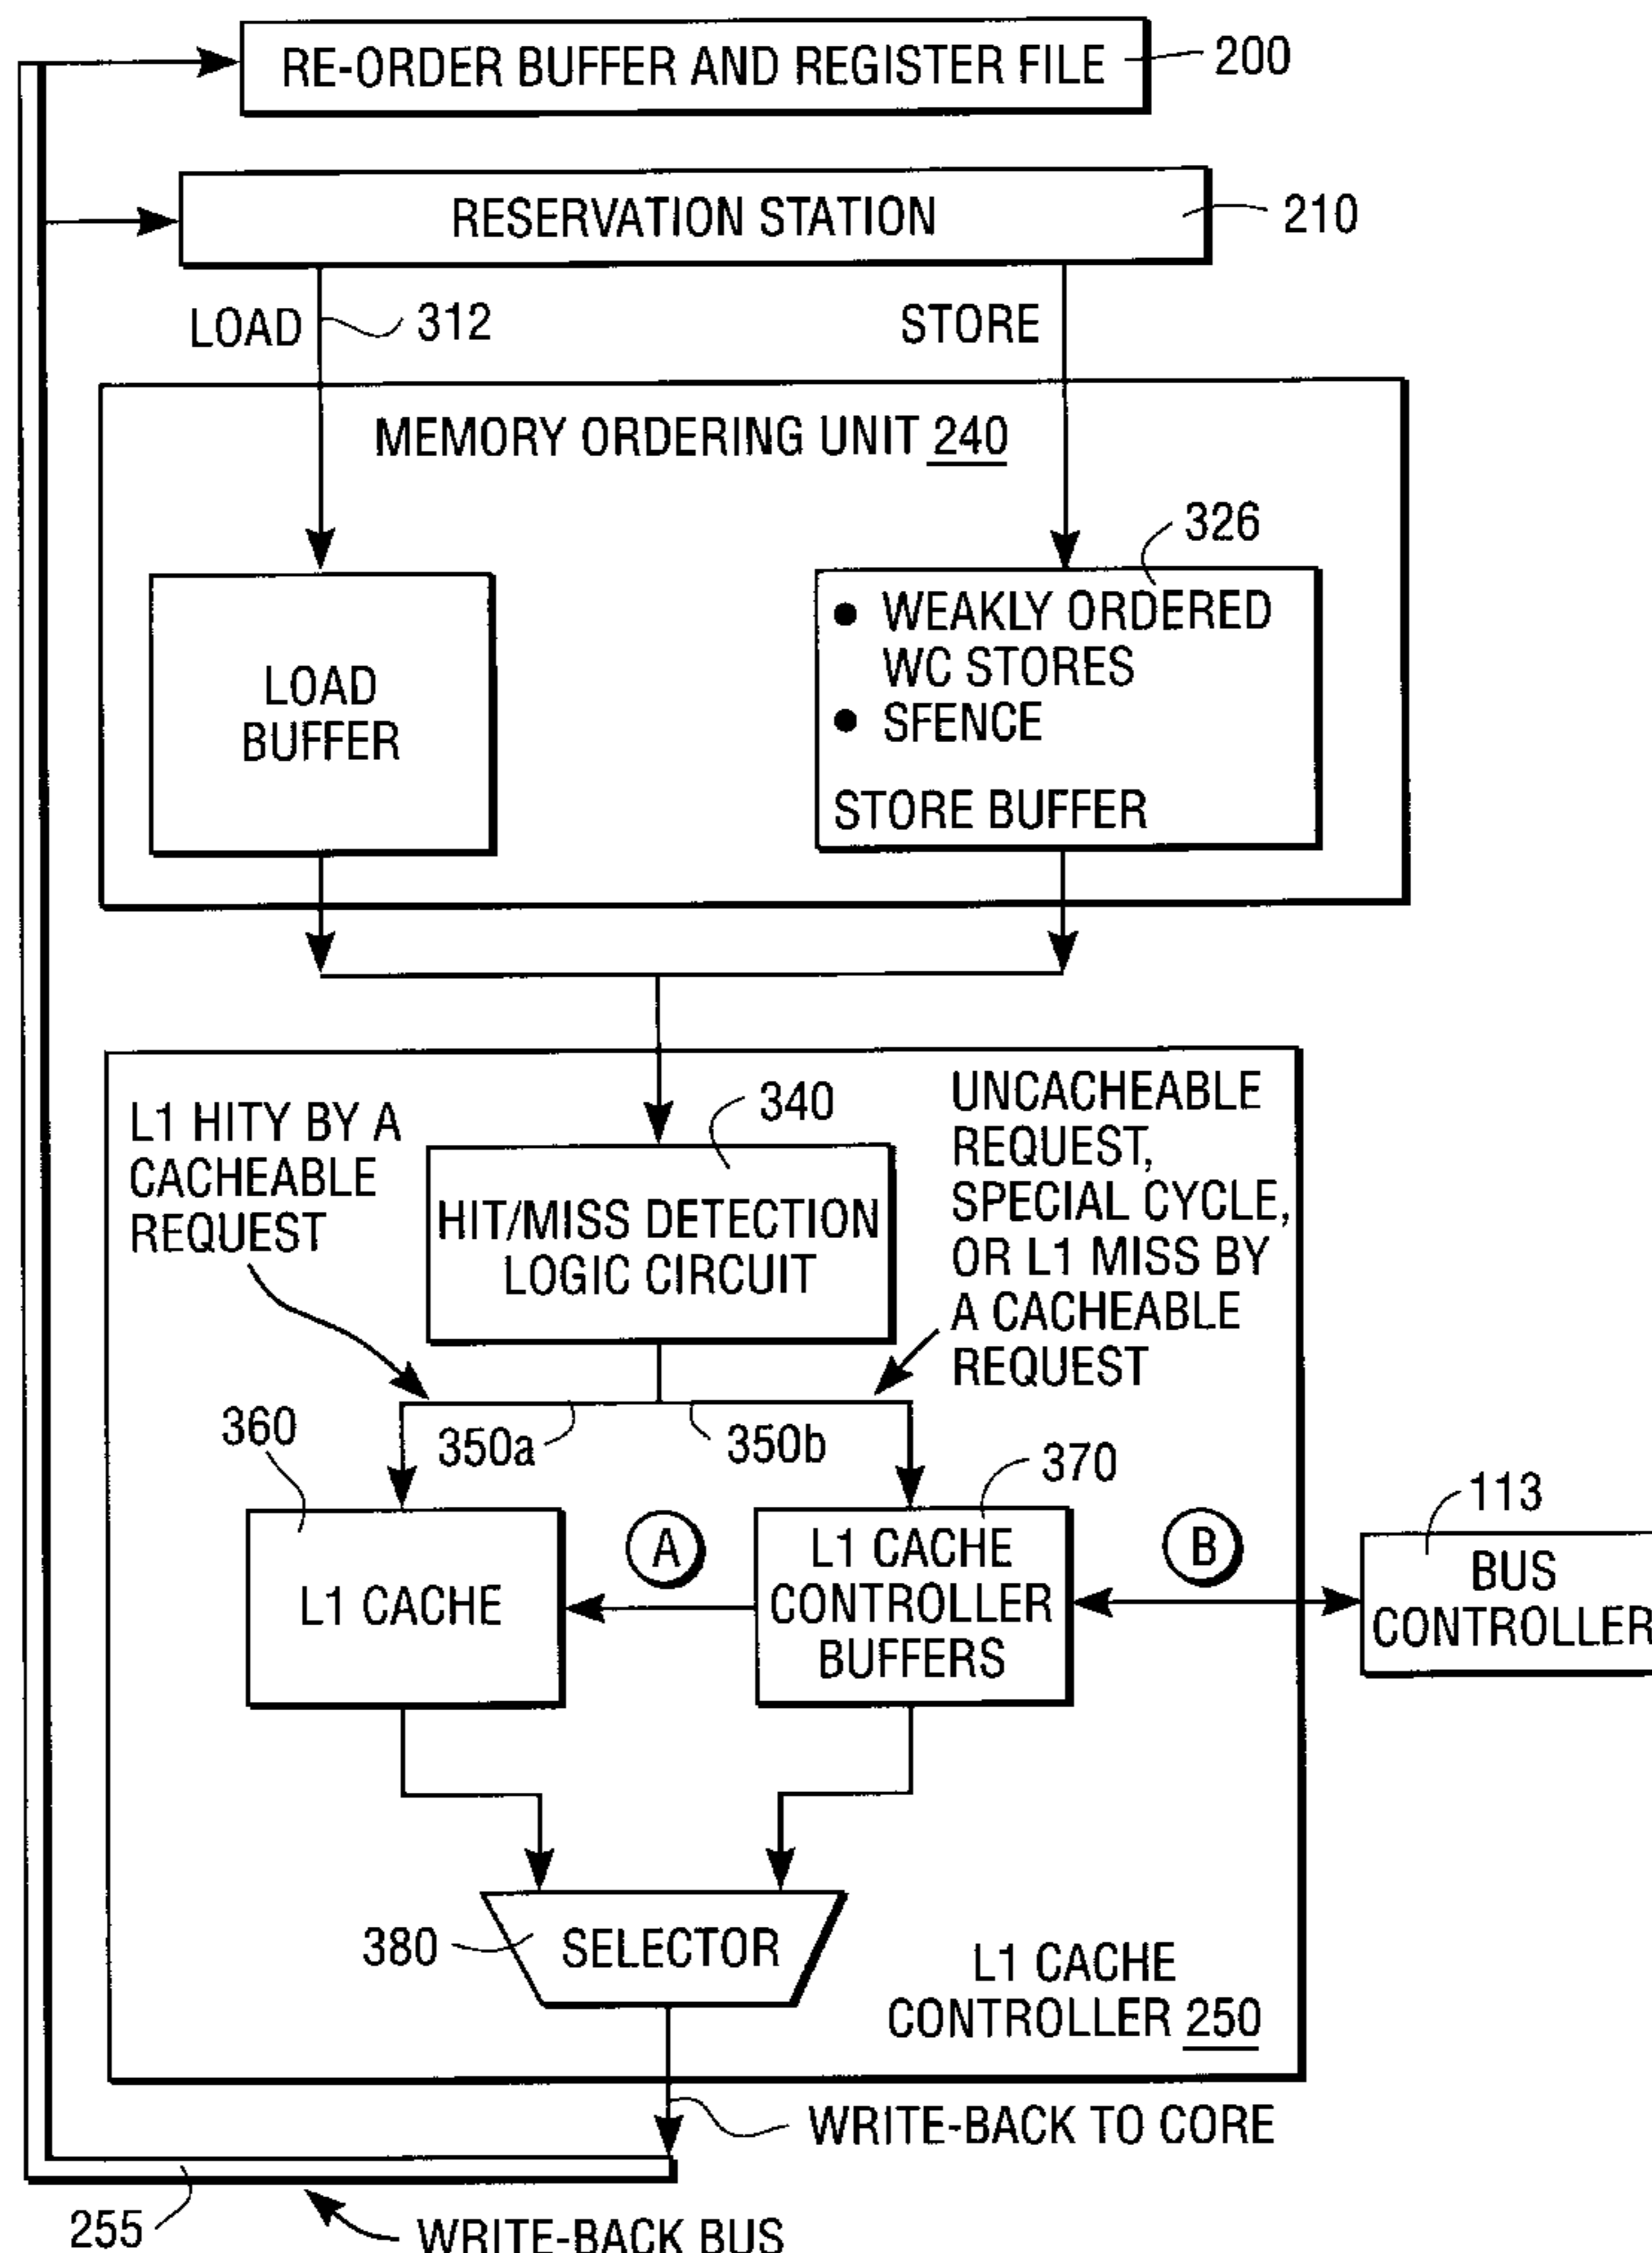 RE-ORDER BUFFER AND REGISTER FILE
200
RESERVATION STATION
210
LOAD
312
STORE
MEMORY ORDERING UNIT 240
326
LOAD
BUFFER
● WEAKLY ORDERED
WC STORES
● SFENCE
STORE BUFFER
L1 HITY BY A
CACHEABLE
REQUEST
340
UNCACHEABLE
REQUEST,
SPECIAL CYCLE,
OR L1 MISS BY
A CACHEABLE
REQUEST
HIT/MISS DETECTION
LOGIC CIRCUIT
360
350a
350b
370
113
L1 CACHE
A
L1 CACHE
CONTROLLER
BUFFERS
B
BUS
CONTROLLER
380
SELECTOR
L1 CACHE
CONTROLLER 250
WRITE-BACK TO CORE
255
WRITE-BACK BUS